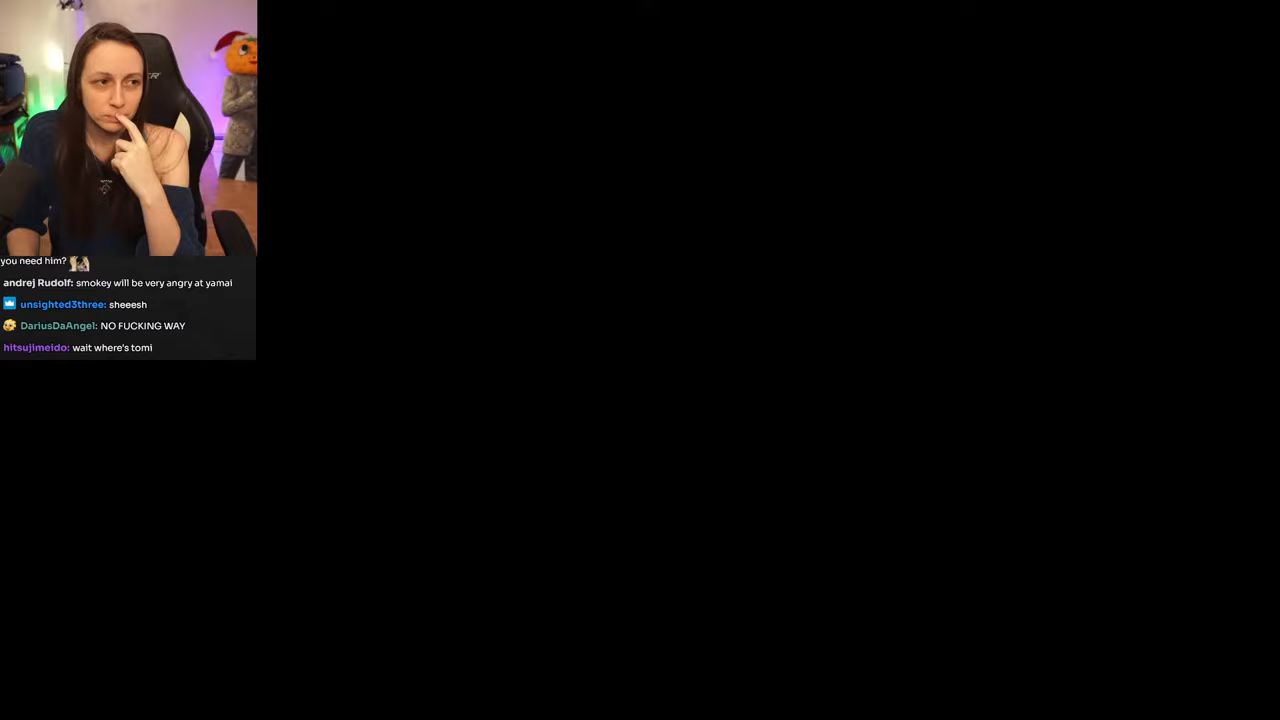 you need him?
andrej Rudolf: smokey will be very angry at yamai
unsighted3three: sheeesh
DariusDaAngel: NO FUCKING WAY
hitsujimeido: wait where's tomi